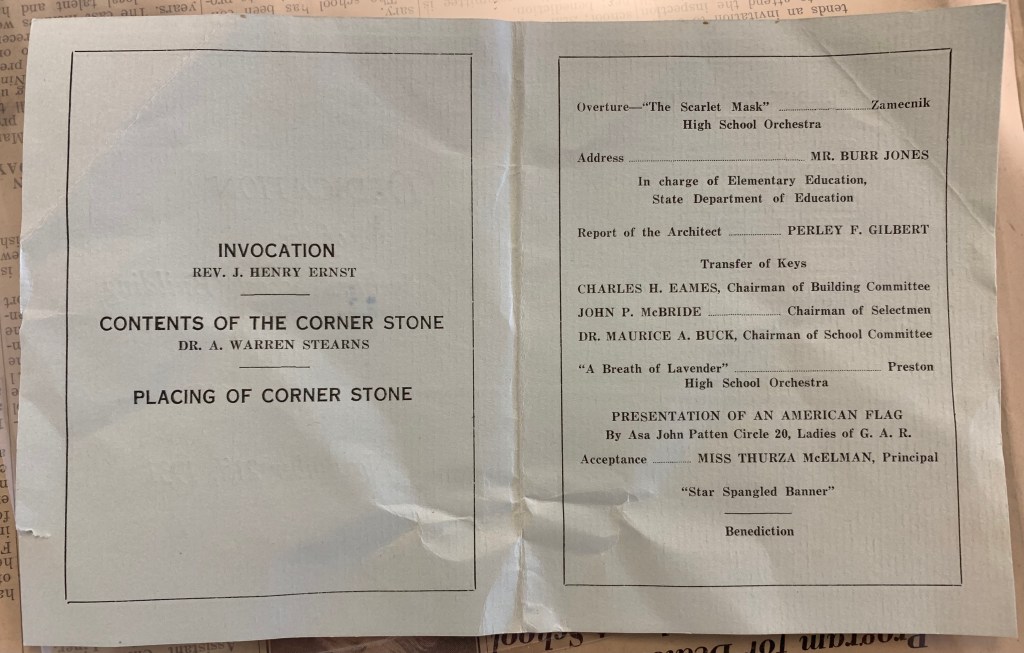 INVOCATION
REV. J. HENRY ERNST
CONTENTS OF THE CORNER STONE
DR. A. WARREN STEARNS
PLACING OF CORNER STONE
Overture—"The Scarlet Mask" ........ Zamecnik
High School Orchestra
Address ........ MR. BURR JONES
In charge of Elementary Education,
State Department of Education
Report of the Architect ........ PERLEY F. GILBERT
Transfer of Keys
CHARLES H. EAMES, Chairman of Building Committee
JOHN P. McBRIDE ........ Chairman of Selectmen
DR. MAURICE A. BUCK, Chairman of School Committee
"A Breath of Lavender" ........ Preston
High School Orchestra
PRESENTATION OF AN AMERICAN FLAG
By Asa John Patten Circle 20, Ladies of G. A. R.
Acceptance ........ MISS THURZA McELMAN, Principal
"Star Spangled Banner"
Benediction
Program for
School